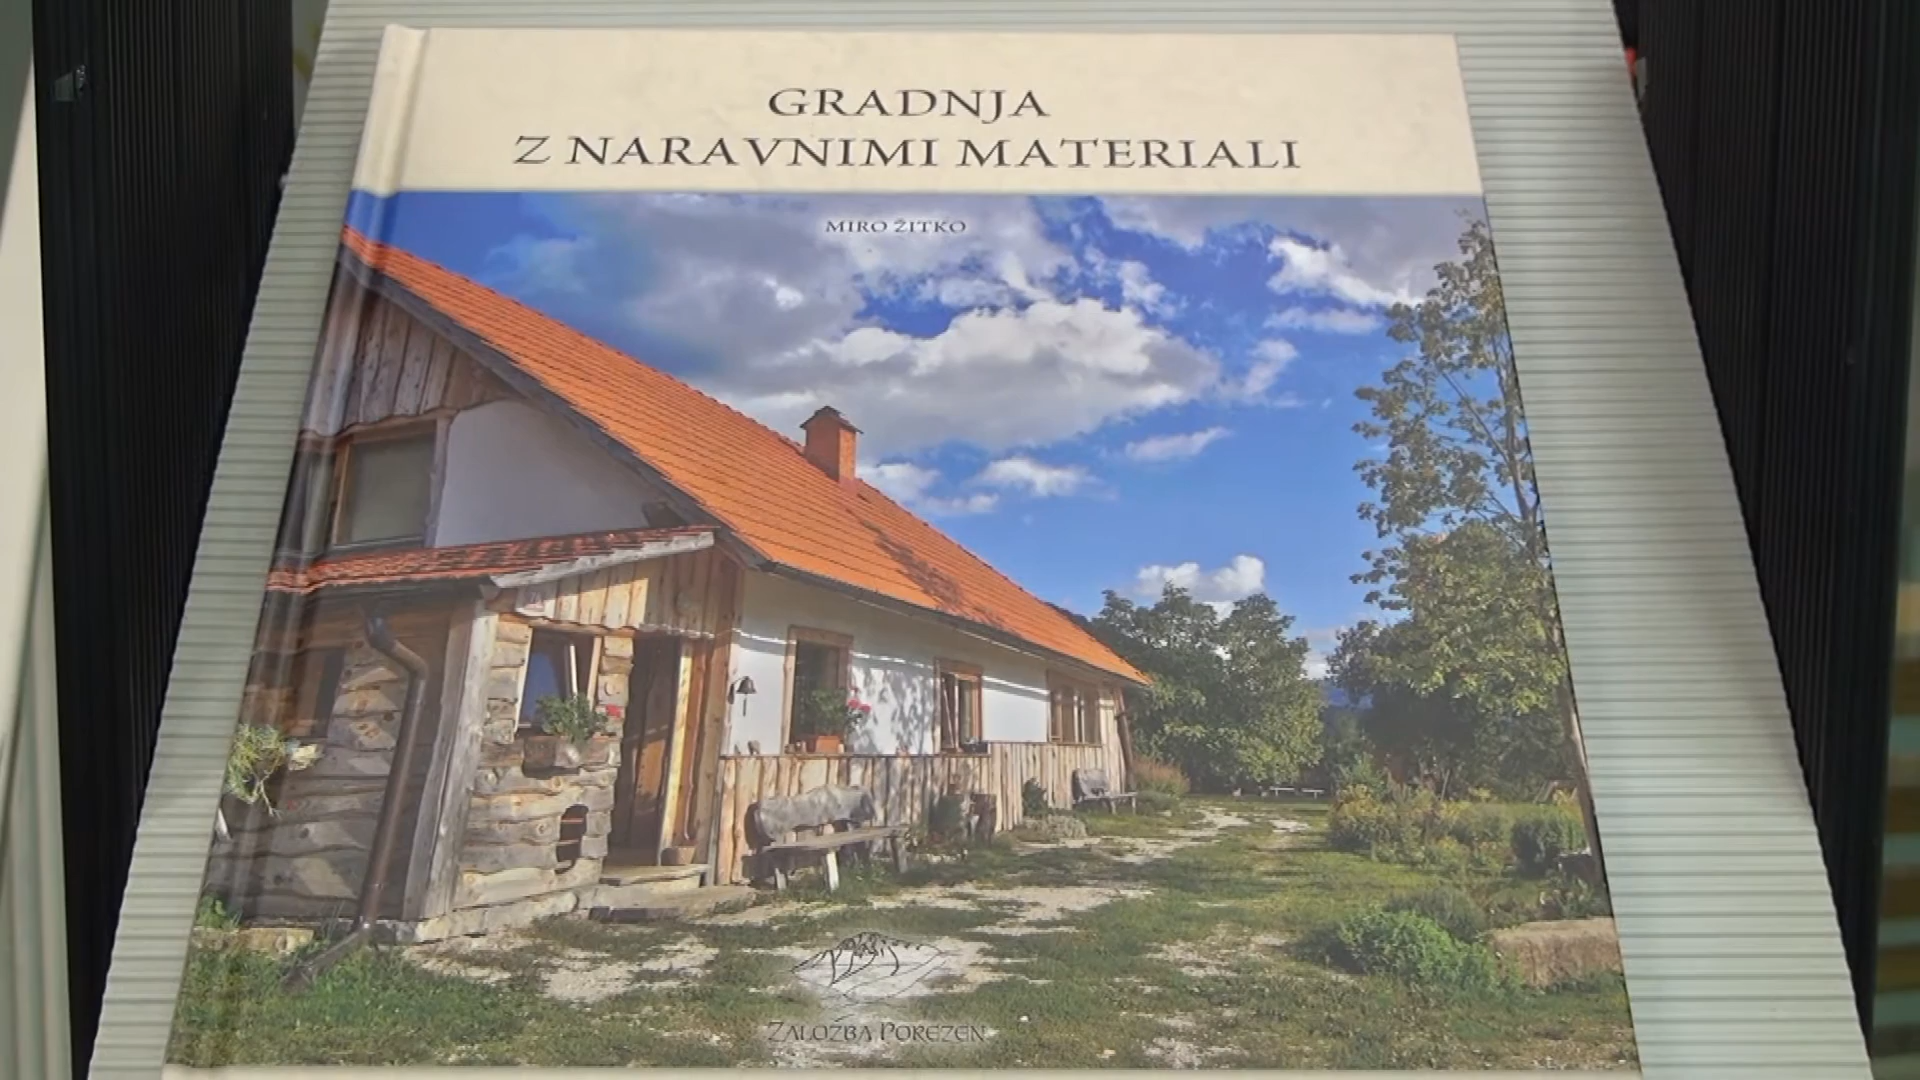 GRADNJA
Z NARAVNIMI MATERIALI
MIRO ŽITKO
ZALOŽBA POREZEN